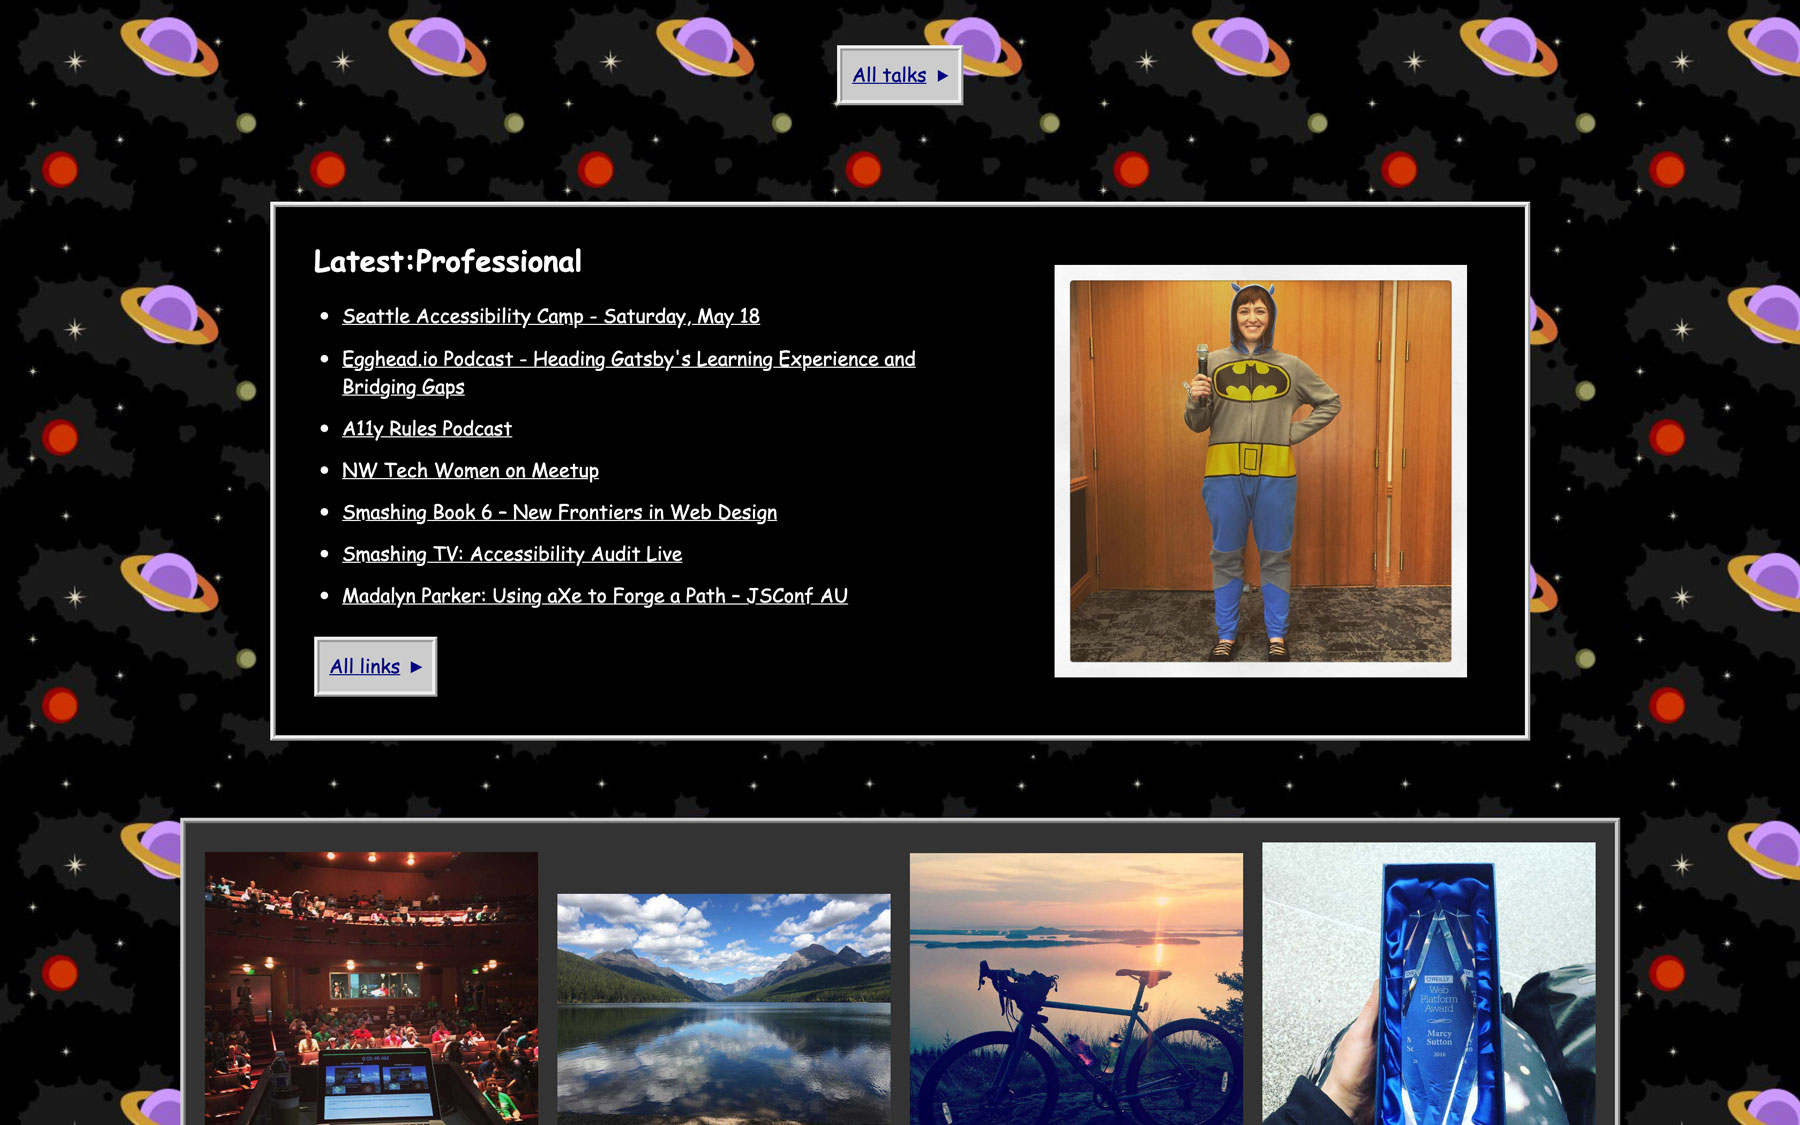 All talks ►
Latest:Professional
• Seattle Accessibility Camp - Saturday, May 18
• Egghead.io Podcast - Heading Gatsby's Learning Experience and
Bridging Gaps
• A11y Rules Podcast
• NW Tech Women on Meetup
• Smashing Book 6 – New Frontiers in Web Design
• Smashing TV: Accessibility Audit Live
• Madalyn Parker: Using aXe to Forge a Path – JSConf AU
All links ►
O'REILLY
Web
Platform
Award
Marcy
Sutton
2016